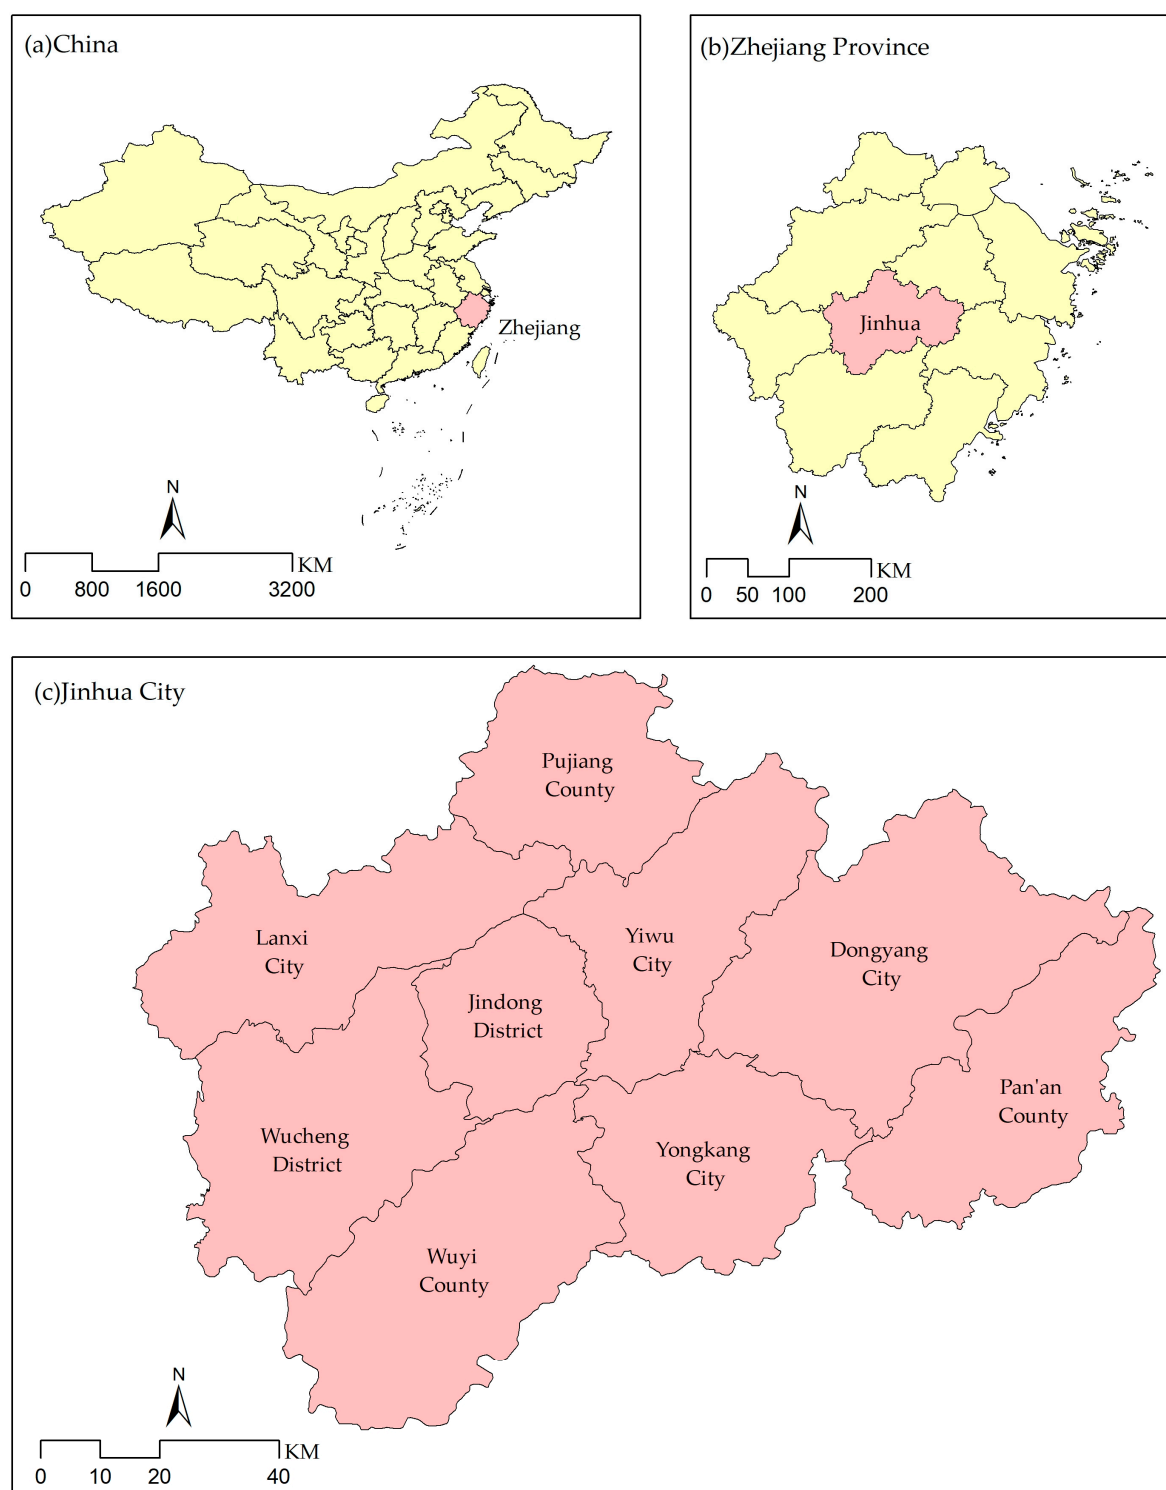 (a)China
Zhejiang
N
KM
0 800 1600 3200
(b)Zhejiang Province
Jinhua
N
KM
0 50 100 200
(c)Jinhua City
Pujiang
County
Lanxi
City
Yiwu
City
Dongyang
City
Jindong
District
Pan'an
County
Wucheng
District
Yongkang
City
Wuyi
County
N
KM
0 10 20 40